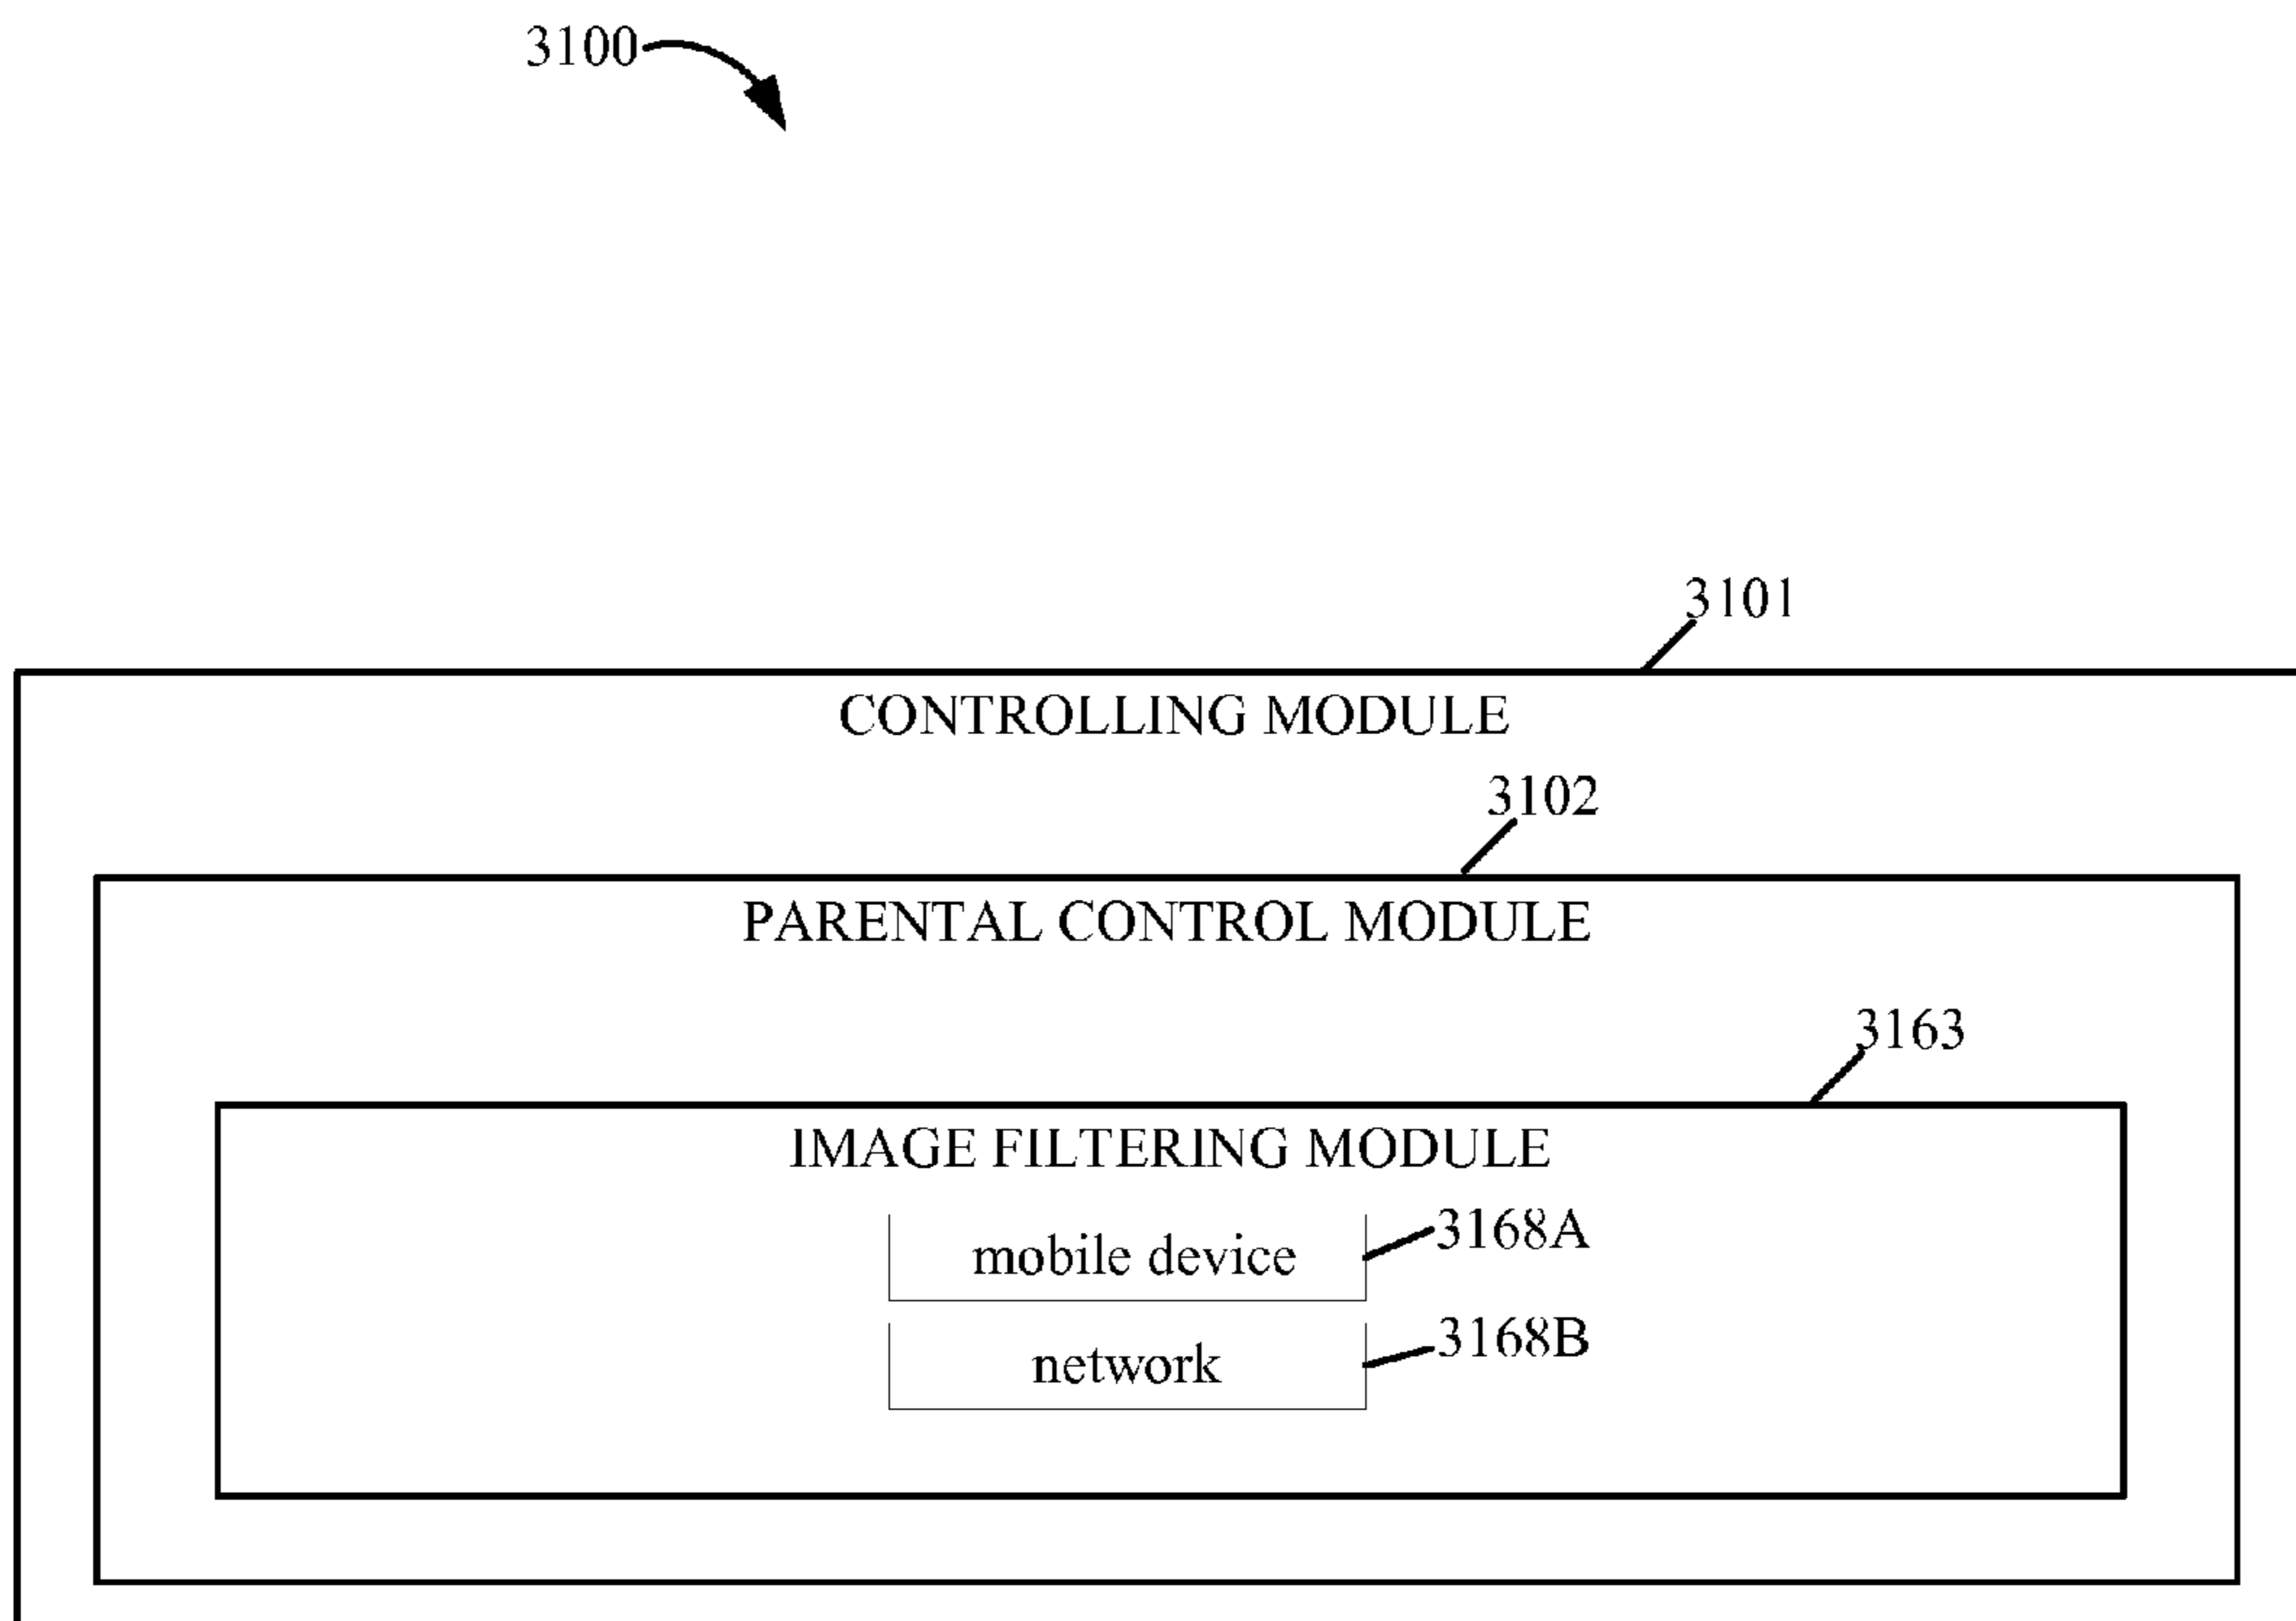 3100
3101
CONTROLLING MODULE
3102
PARENTAL CONTROL MODULE
3163
IMAGE FILTERING MODULE
mobile device
3168A
network
3168B